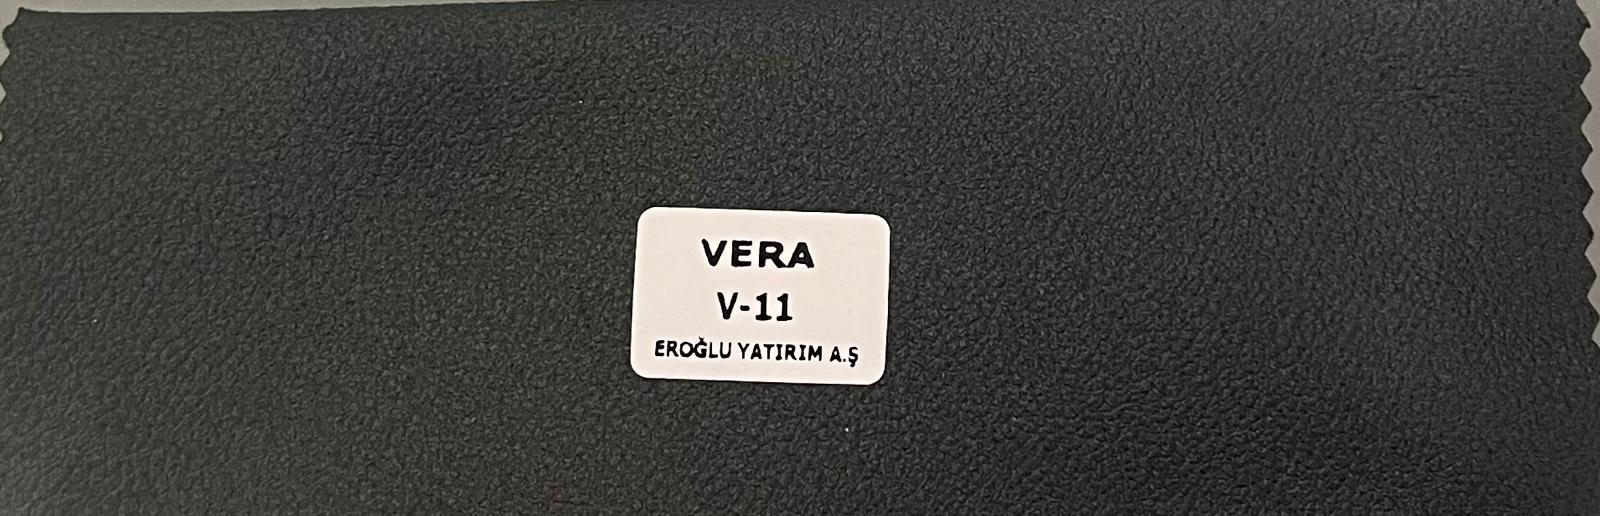 VERA
V-11
EROĞLU YATIRIM A.Ş